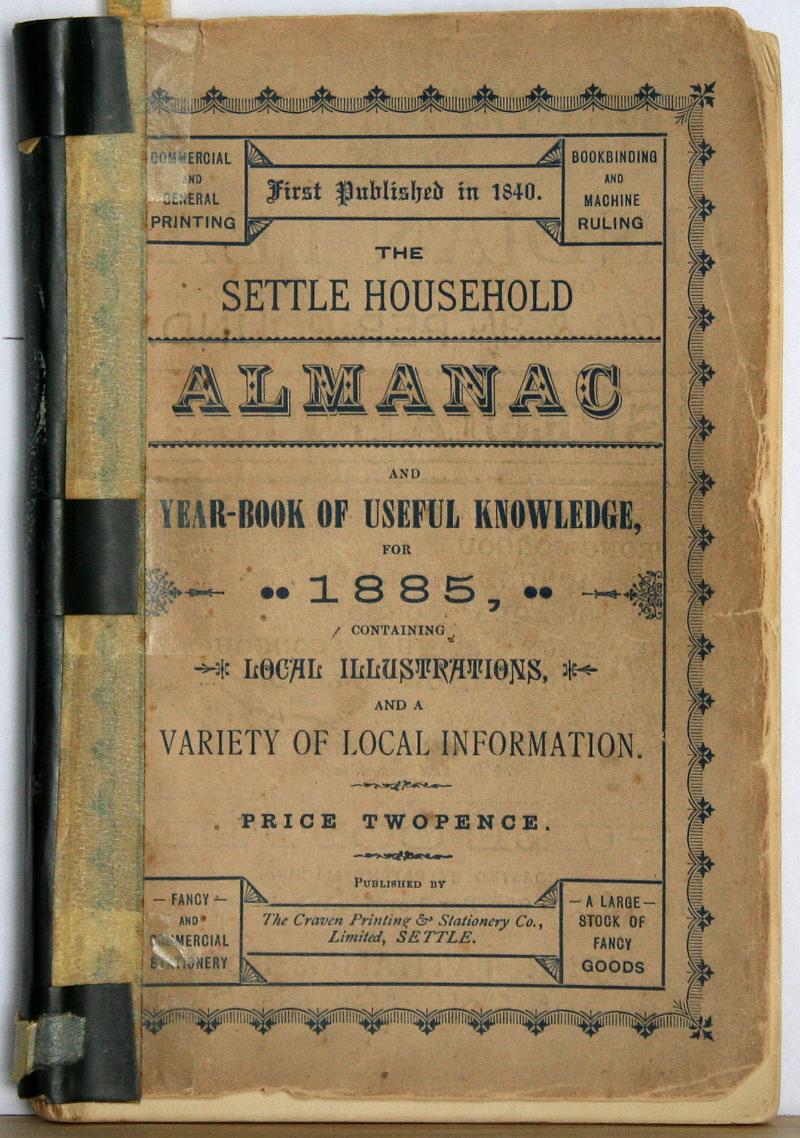 COMMERCIAL
AND
GENERAL
PRINTING
First Published in 1840.
BOOKBINDING
AND
MACHINE
RULING
THE
SETTLE HOUSEHOLD
ALMANAC
AND
YEAR-BOOK OF USEFUL KNOWLEDGE,
FOR
1885,
CONTAINING
LOCAL ILLUSTRATIONS,
AND A
VARIETY OF LOCAL INFORMATION.
PRICE TWOPENCE.
PUBLISHED BY
— FANCY —
AND
COMMERCIAL
STATIONERY
The Craven Printing & Stationery Co.,
Limited, SETTLE.
— A LARGE —
STOCK OF
FANCY
GOODS